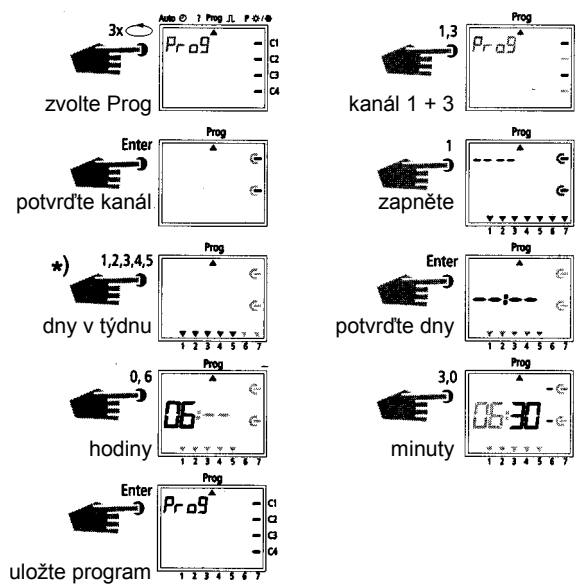 Auto ? Prog P
3x
Prog
C1
C2
C3
C4
zvolte Prog
Prog
1,3
Prog
kanál 1 + 3
Enter
Prog
potvrďte kanál
Prog
1
----
zapněte
1 2 3 4 5 6 7
Prog
*) 1,2,3,4,5
dny v týdnu
1 2 3 4 5 6 7
Prog
Enter
--:--
potvrďte dny
1 2 3 4 5 6 7
Prog
0, 6
06:--
hodiny
1 2 3 4 5 6 7
Prog
3,0
06:30
minuty
1 2 3 4 5 6 7
Prog
Enter
Prog
C1
C2
C3
C4
uložte program
1 2 3 4 5 6 7